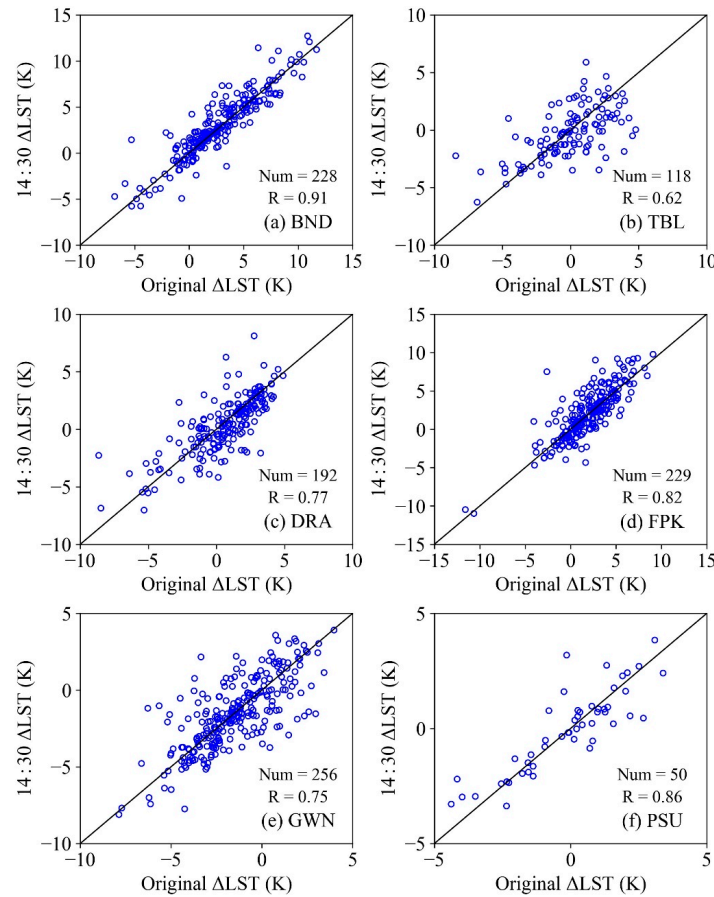 15
10
5
0
−5
−10
14:30 ΔLST (K)
Num = 228
R = 0.91
(a) BND
−10 −5 0 5 10 15
Original ΔLST (K)
10
5
0
−5
−10
14:30 ΔLST (K)
Num = 118
R = 0.62
(b) TBL
−10 −5 0 5 10
Original ΔLST (K)
10
5
0
−5
−10
14:30 ΔLST (K)
Num = 192
R = 0.77
(c) DRA
−10 −5 0 5 10
Original ΔLST (K)
15
10
5
0
−5
−10
−15
14:30 ΔLST (K)
Num = 229
R = 0.82
(d) FPK
−15 −10 −5 0 5 10 15
Original ΔLST (K)
5
0
−5
−10
14:30 ΔLST (K)
Num = 256
R = 0.75
(e) GWN
−10 −5 0 5
Original ΔLST (K)
5
0
−5
14:30 ΔLST (K)
Num = 50
R = 0.86
(f) PSU
−5 0 5
Original ΔLST (K)